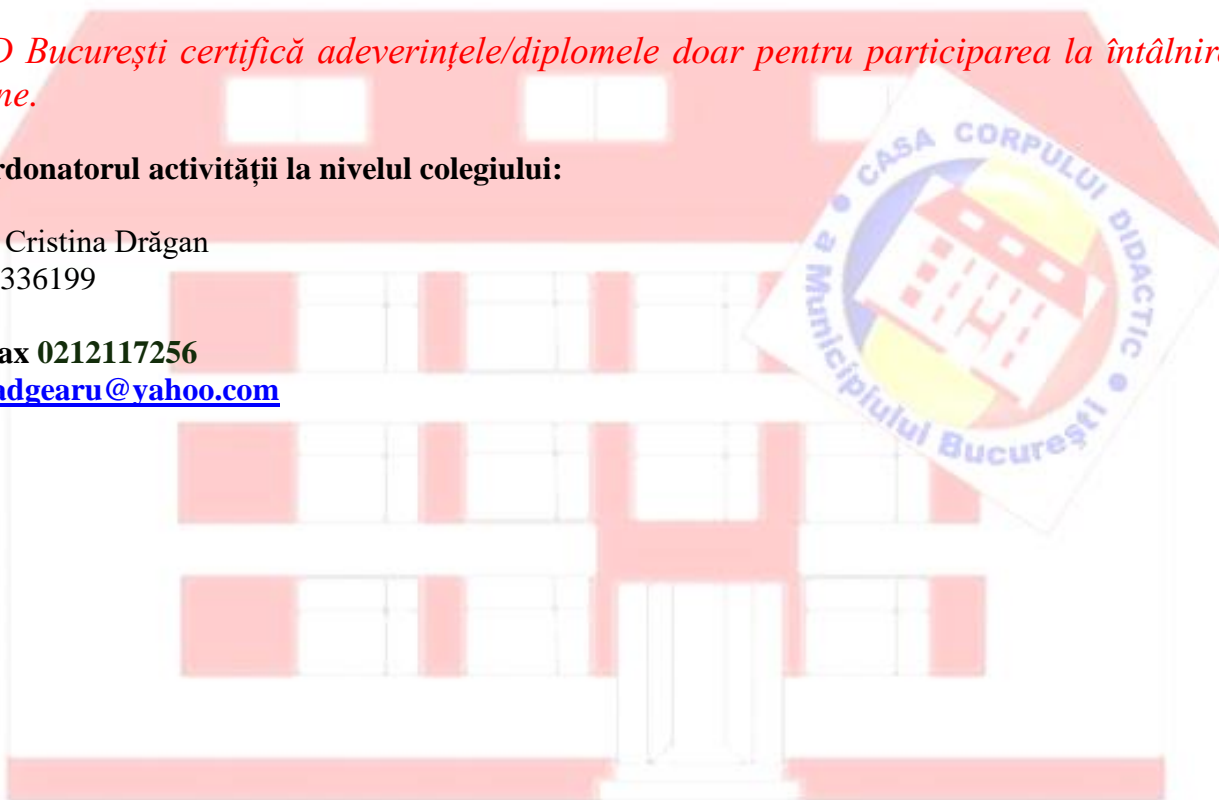 D București certifică adeverințele/diplomele doar pentru participarea la întâlnir
ne.
rdonatorul activității la nivelul colegiului:
Cristina Drăgan
336199
ax 0212117256
adgearu@yahoo.com
CASA CORPULUI DIDACTIC
a Municipiului București